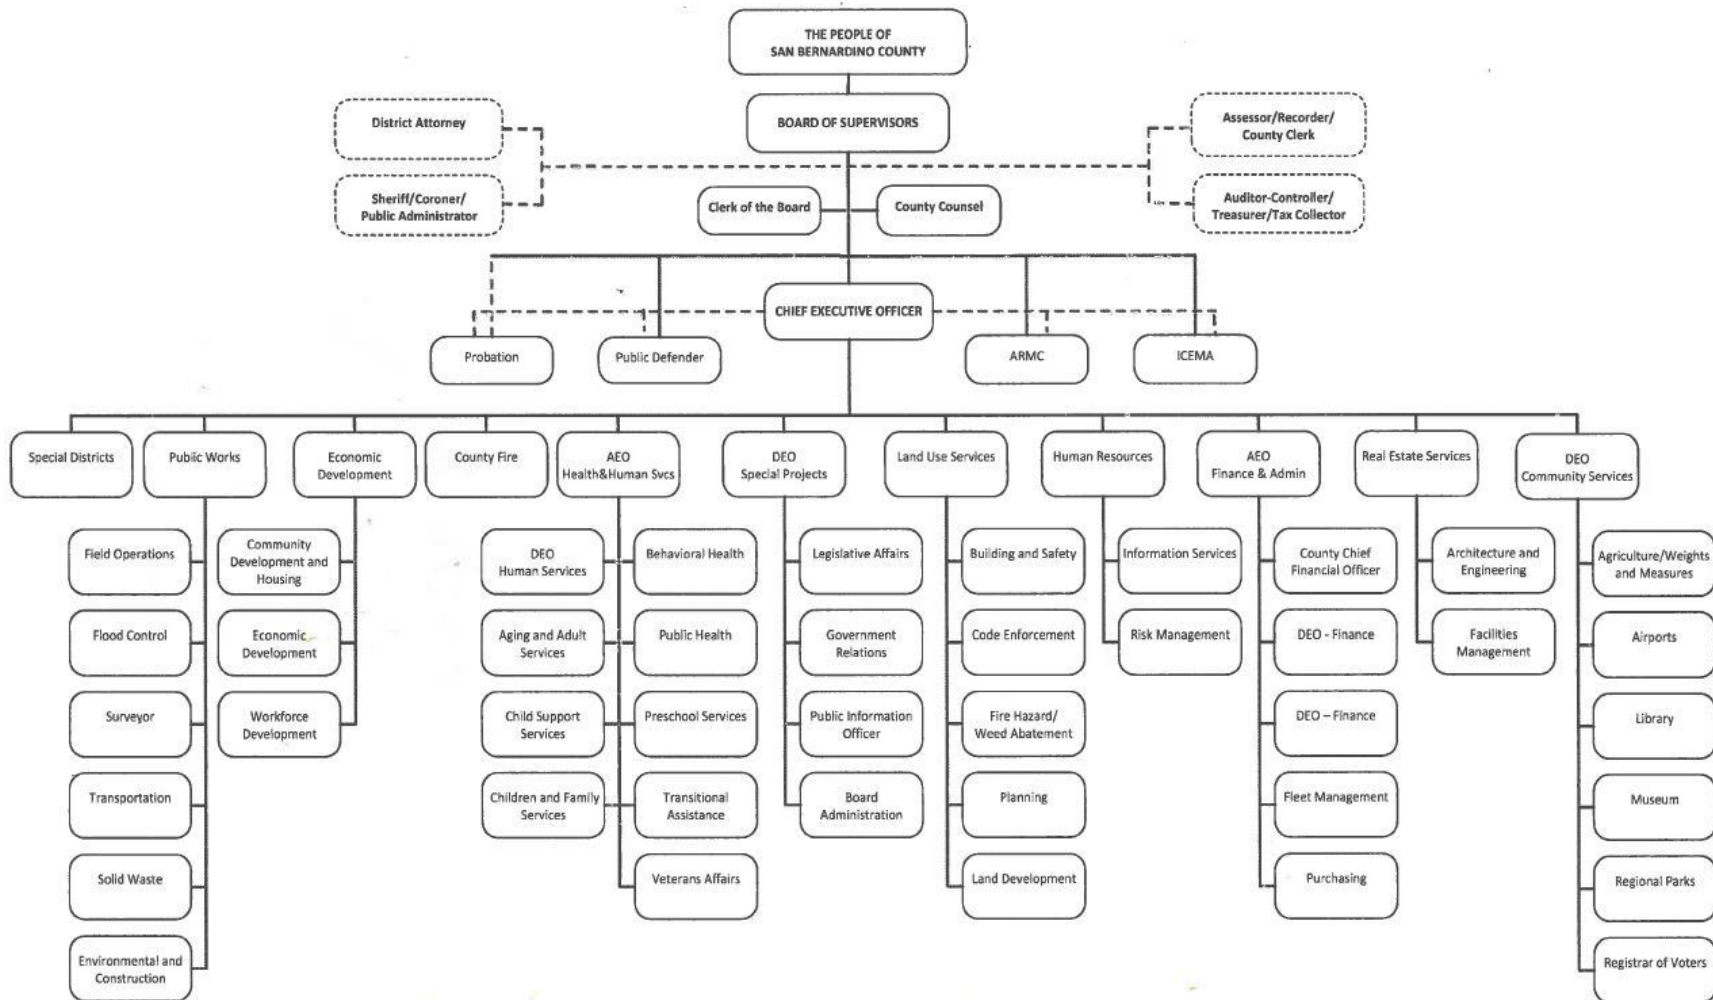 THE PEOPLE OF
SAN BERNARDINO COUNTY
BOARD OF SUPERVISORS
District Attorney
Assessor/Recorder/
County Clerk
Sheriff/Coroner/
Public Administrator
Clerk of the Board
County Counsel
Auditor-Controller/
Treasurer/Tax Collector
CHIEF EXECUTIVE OFFICER
Probation
Public Defender
ARMC
ICEMA
Special Districts
Public Works
Economic
Development
County Fire
AEO
Health&Human Svcs
DEO
Special Projects
Land Use Services
Human Resources
AEO
Finance & Admin
Real Estate Services
DEO
Community Services
Field Operations
Flood Control
Surveyor
Transportation
Solid Waste
Environmental and
Construction
Community
Development and
Housing
Economic
Development
Workforce
Development
DEO
Human Services
Aging and Adult
Services
Child Support
Services
Children and Family
Services
Behavioral Health
Public Health
Preschool Services
Transitional
Assistance
Veterans Affairs
Legislative Affairs
Government
Relations
Public Information
Officer
Board
Administration
Building and Safety
Code Enforcement
Fire Hazard/
Weed Abatement
Planning
Land Development
Information Services
Risk Management
County Chief
Financial Officer
DEO - Finance
DEO – Finance
Fleet Management
Purchasing
Architecture and
Engineering
Facilities
Management
Agriculture/Weights
and Measures
Airports
Library
Museum
Regional Parks
Registrar of Voters